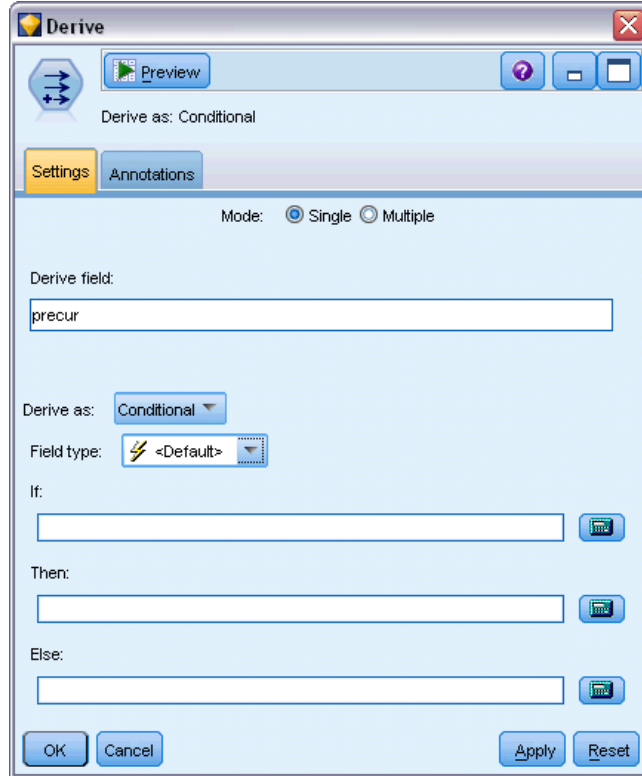 Derive
Preview
Derive as: Conditional
Settings Annotations
Mode: Single Multiple
Derive field:
precur
Derive as: Conditional
Field type: <Default>
If:
Then:
Else:
OK Cancel Apply Reset